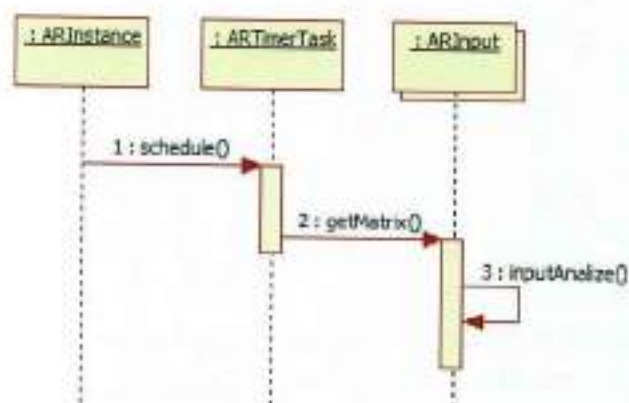 : ARInstance
: ARTimerTask
: ARInput
1 : schedule()
2 : getMatrix()
3 : inputAnalize()